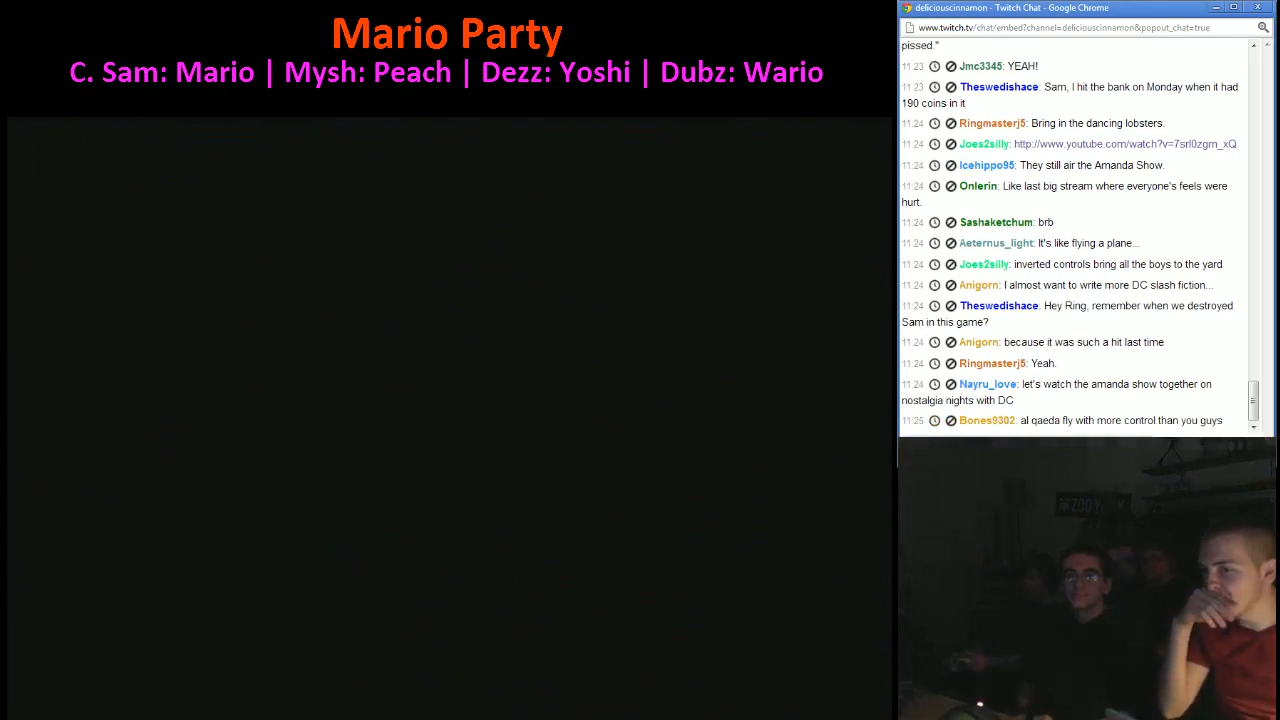 Mario Party
C. Sam: Mario | Mysh: Peach | Dezz: Yoshi | Dubz: Wario
deliciouscinnamon - Twitch Chat - Google Chrome
www.twitch.tv/chat/embed?channel=deliciouscinnamon&popout_chat=true
pissed."
11:23 Jmc3345: YEAH!
11:23 Theswedishace: Sam, I hit the bank on Monday when it had
190 coins in it
11:24 Ringmasterj5: Bring in the dancing lobsters.
11:24 Joes2silly: http://www.youtube.com/watch?v=7srl0zgm_xQ
11:24 Icehippo95: They still air the Amanda Show.
11:24 Onlerin: Like last big stream where everyone's feels were
hurt.
11:24 Sashaketchum: brb
11:24 Aeternus_light: It's like flying a plane...
11:24 Joes2silly: inverted controls bring all the boys to the yard
11:24 Anigorn: I almost want to write more DC slash fiction...
11:24 Theswedishace: Hey Ring, remember when we destroyed
Sam in this game?
11:24 Anigorn: because it was such a hit last time
11:24 Ringmasterj5: Yeah.
11:24 Nayru_love: let's watch the amanda show together on
nostalgia nights with DC
11:25 Bones9302: al qaeda fly with more control than you guys